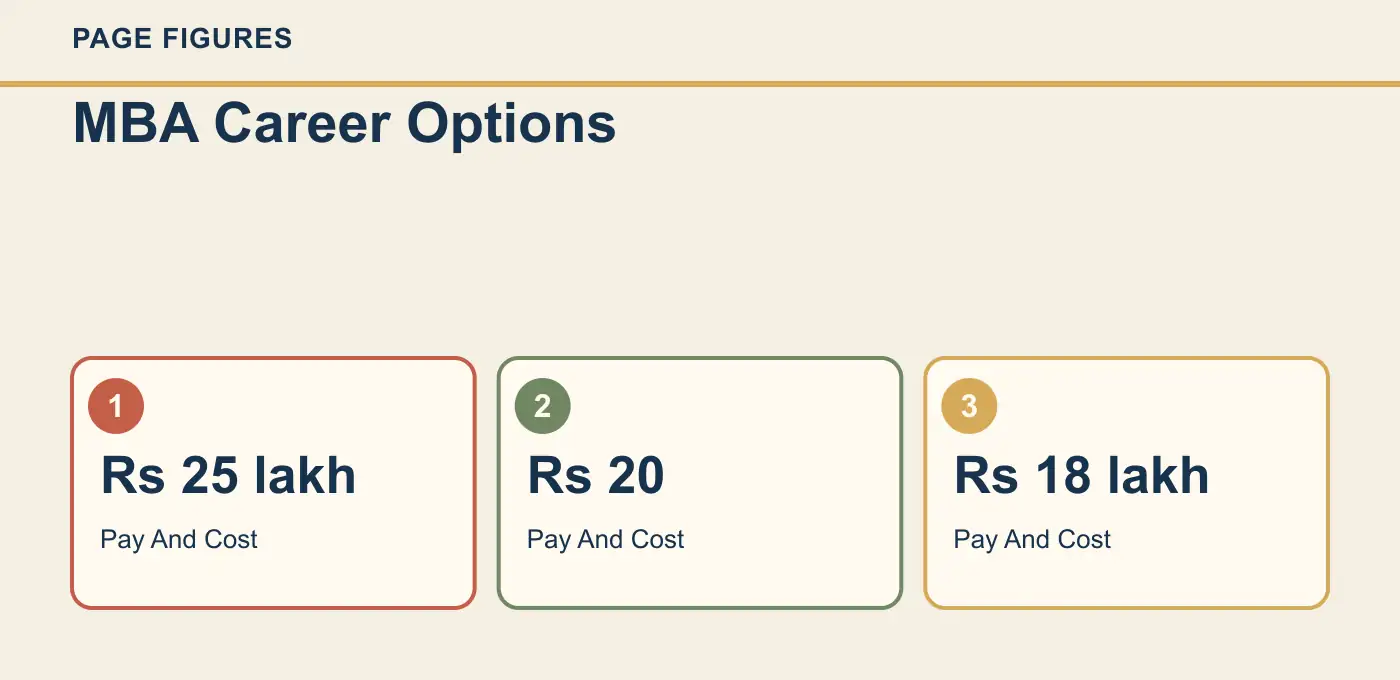 PAGE FIGURES
MBA Career Options
1
Rs 25 lakh
Pay And Cost
2
Rs 20
Pay And Cost
3
Rs 18 lakh
Pay And Cost